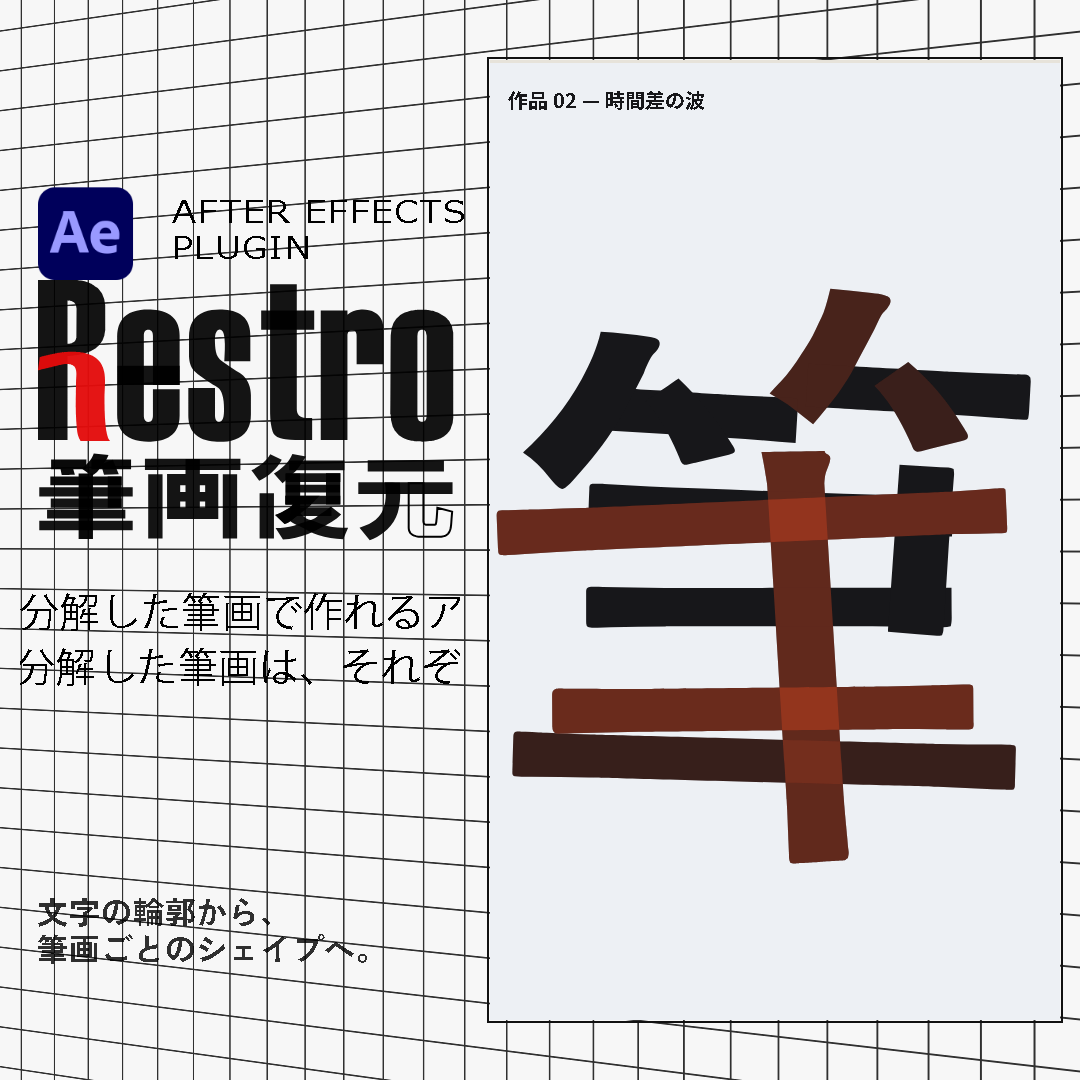 作品 02 — 時間差の波
Ae
AFTER EFFECTS
PLUGIN
Restro
筆画復元
分解した筆画で作れるア
分解した筆画は、それぞ
文字の輪郭から、
筆画ごとのシェイプへ。
筆